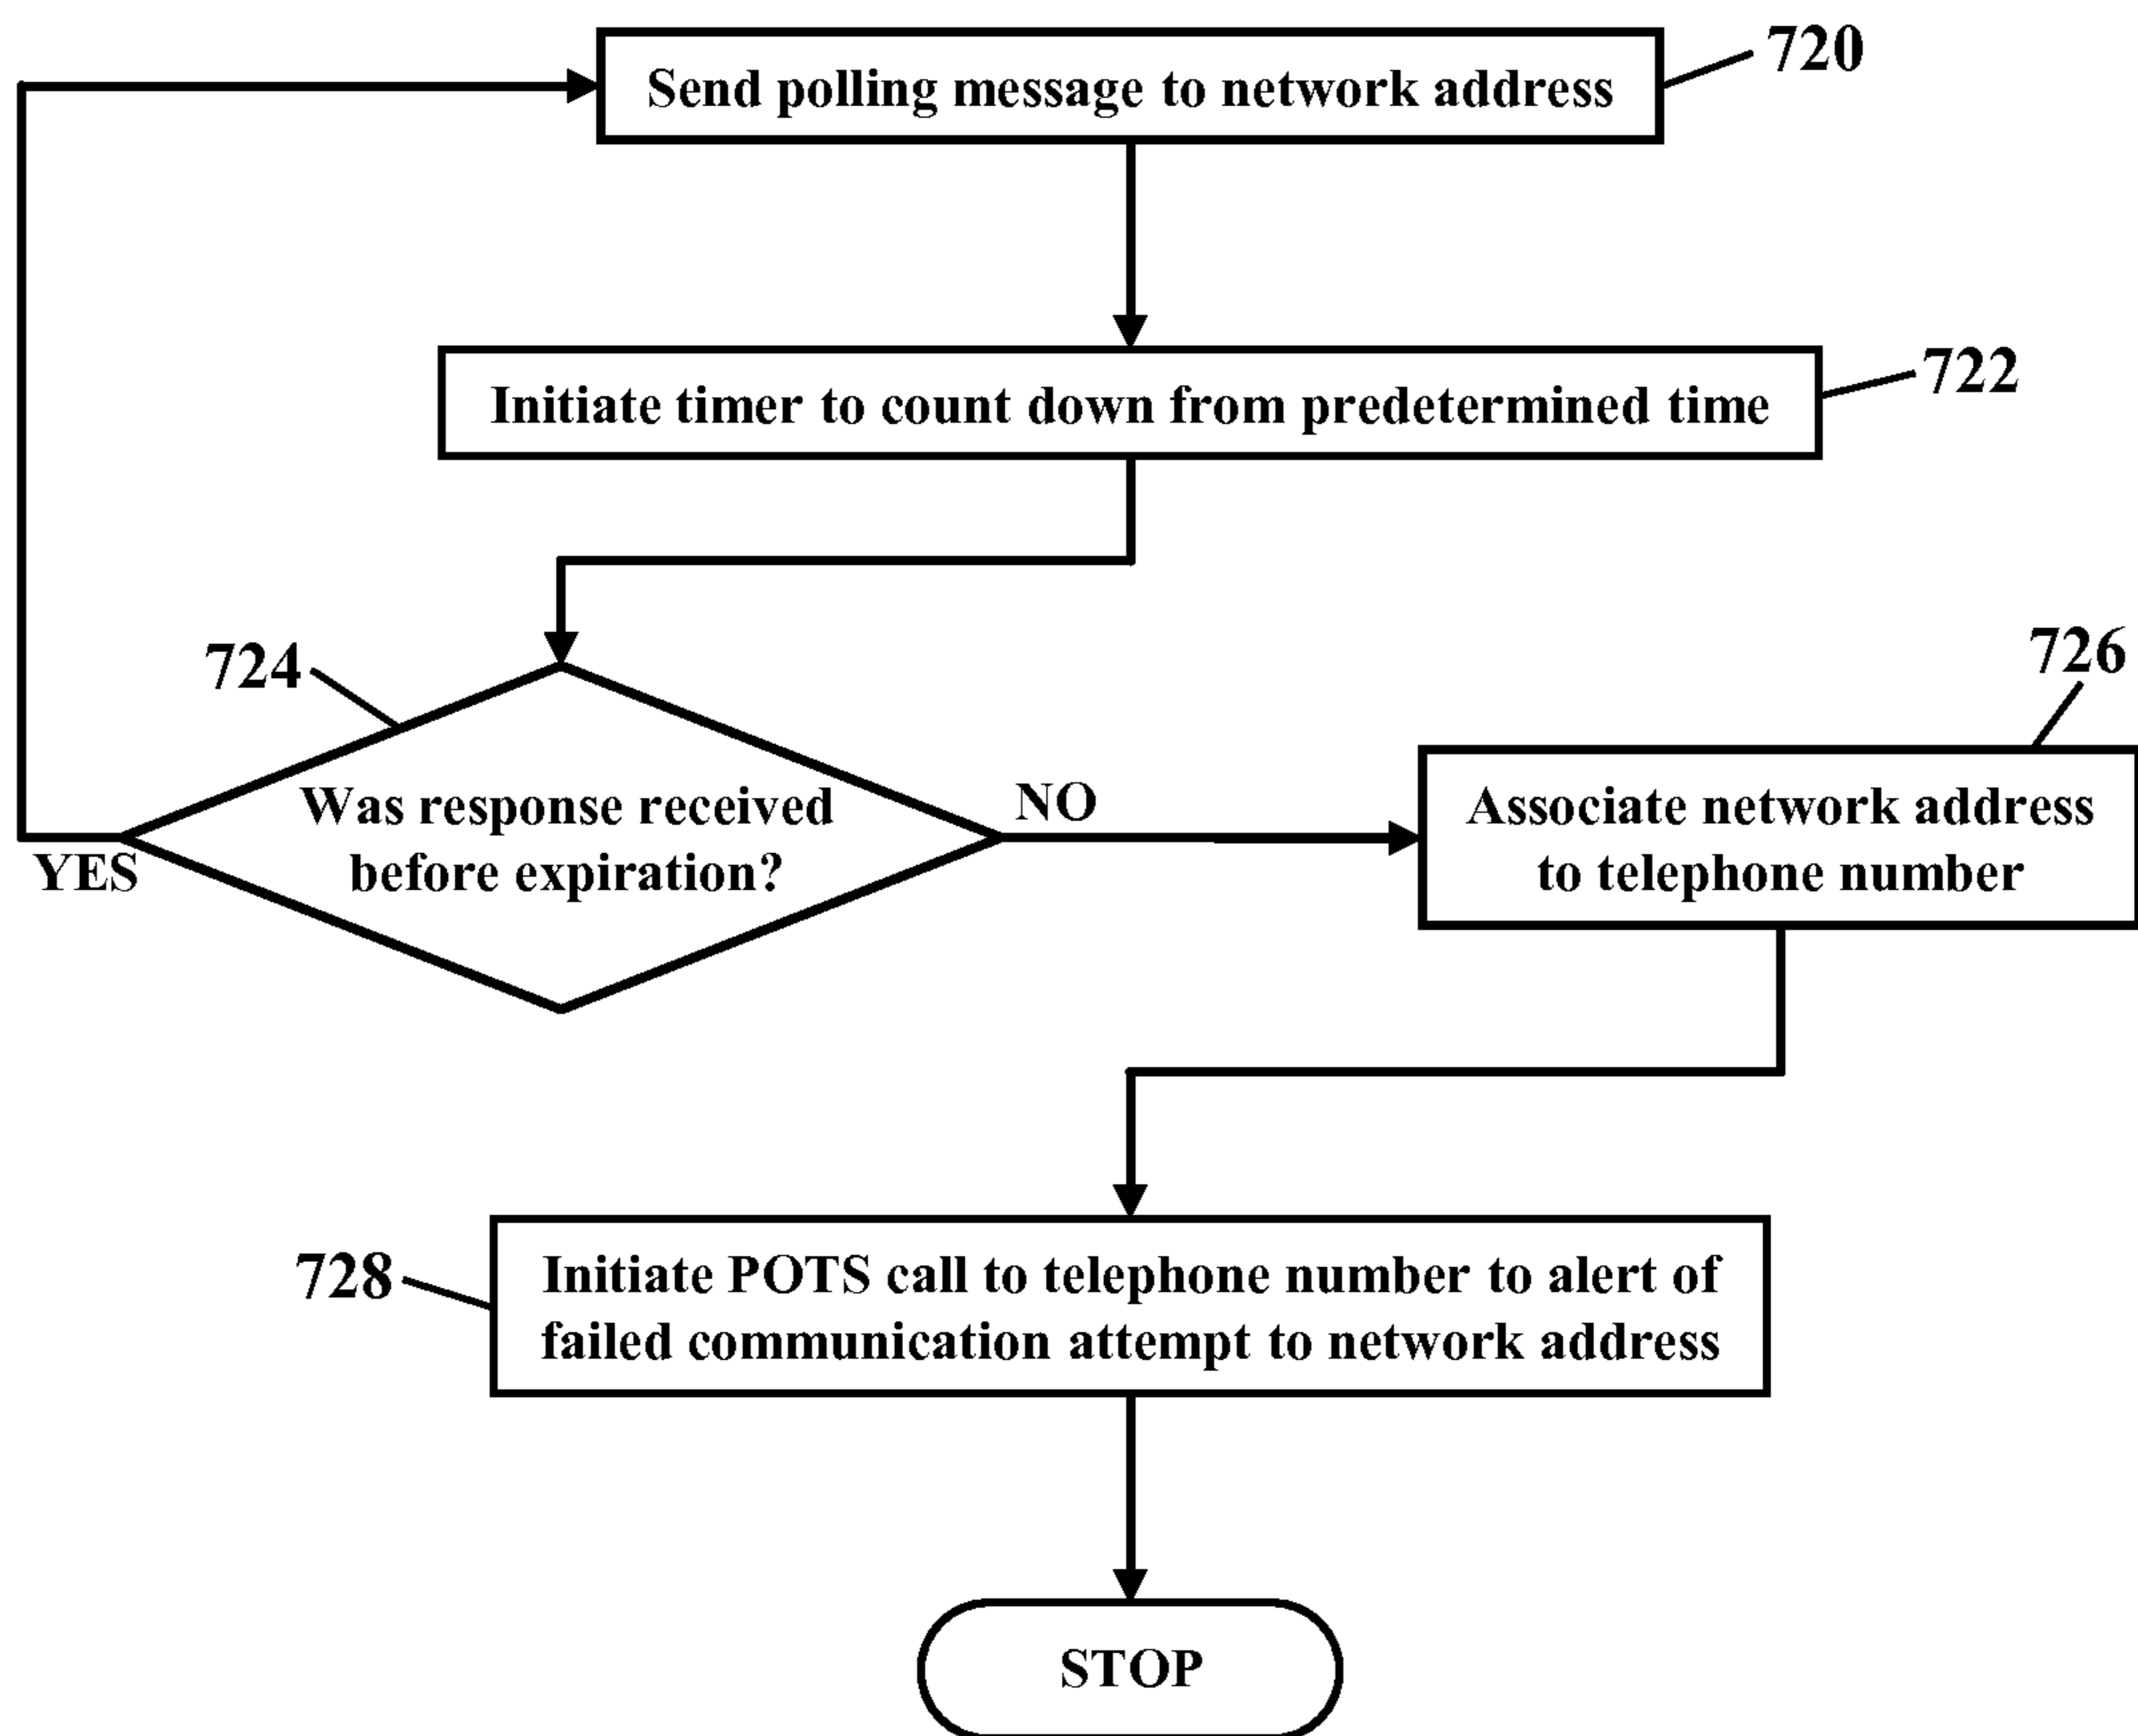 Send polling message to network address
720
Initiate timer to count down from predetermined time
722
724
Was response received
before expiration?
YES
NO
726
Associate network address
to telephone number
728
Initiate POTS call to telephone number to alert of
failed communication attempt to network address
STOP